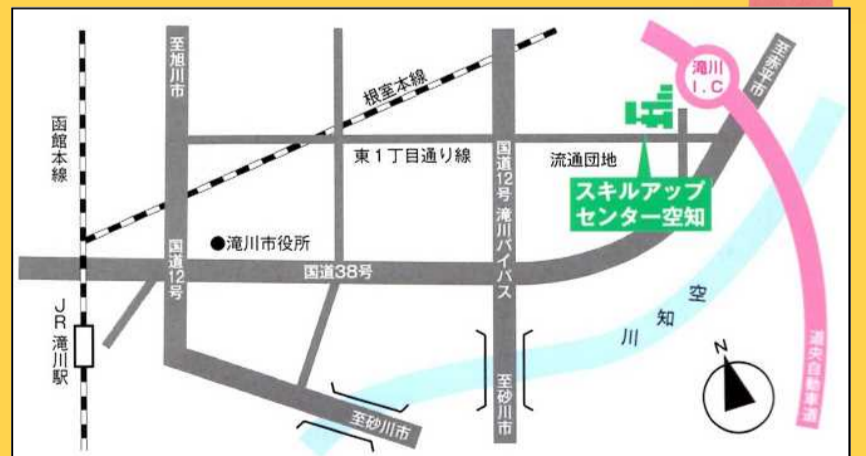 函館本線
至旭川市
根室本線
東1丁目通り線
国道12号 滝川バイパス
流通団地
滝川
I.C
至赤平市
スキルアップ
センター空知
●滝川市役所
国道12号
国道38号
空知川
JR滝川駅
至砂川市
至砂川市
N
道央自動車道